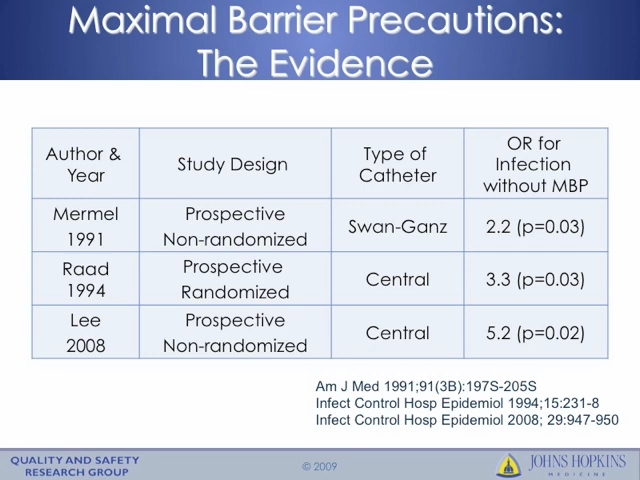 Maximal Barrier Precautions:
The Evidence
Author & Year
Study Design
Type of Catheter
OR for Infection without MBP
Mermel 1991
Prospective Non-randomized
Swan-Ganz
2.2 (p=0.03)
Raad 1994
Prospective Randomized
Central
3.3 (p=0.03)
Lee 2008
Prospective Non-randomized
Central
5.2 (p=0.02)
Am J Med 1991;91(3B):197S-205S
Infect Control Hosp Epidemiol 1994;15:231-8
Infect Control Hosp Epidemiol 2008; 29:947-950
QUALITY AND SAFETY
RESEARCH GROUP
© 2009
JOHNS HOPKINS
MEDICINE